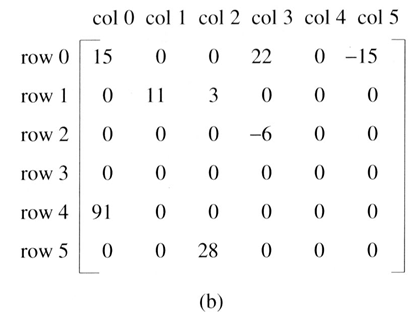 col 0 col 1 col 2 col 3 col 4 col 5
row 0 15 0 0 22 0 −15
row 1 0 11 3 0 0 0
row 2 0 0 0 −6 0 0
row 3 0 0 0 0 0 0
row 4 91 0 0 0 0 0
row 5 0 0 28 0 0 0
(b)